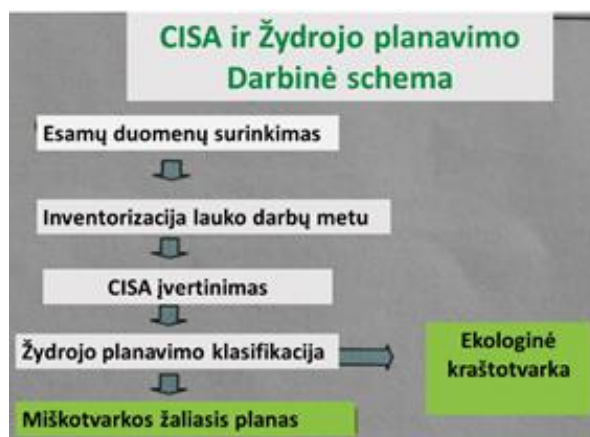 CISA ir Žydrojo planavimo
Darbinė schema
Esamų duomenų surinkimas
Inventorizacija lauko darbų metu
CISA įvertinimas
Žydrojo planavimo klasifikacija
Ekologinė
kraštotvarka
Miškotvarkos žaliasis planas